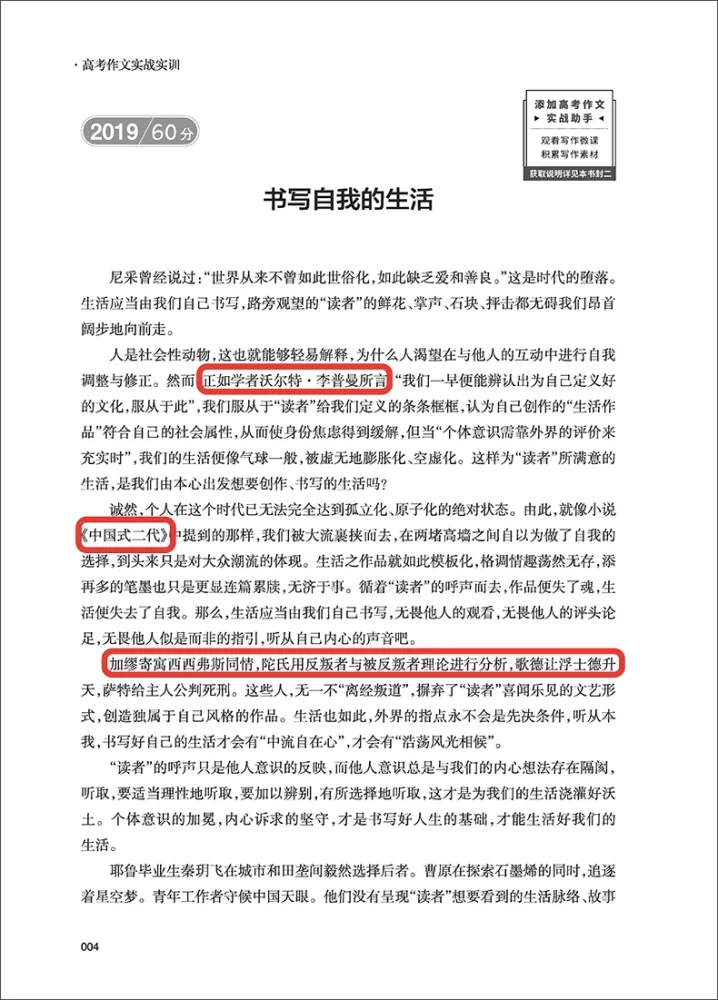 ·高考作文实战实训
2019/60分
添加高考作文
▶ 实战助手 ◀
观看写作微课
积累写作素材
获取说明详见本书封二
书写自我的生活
尼采曾经说过：“世界从来不曾如此世俗化，如此缺乏爱和善良。”这是时代的堕落。
生活应当由我们自己书写，路旁观望的“读者”的鲜花、掌声、石块、抨击都无碍我们昂首
阔步地向前走。
人是社会性动物，这也就能够轻易解释，为什么人渴望在与他人的互动中进行自我
调整与修正。然而 正如学者沃尔特·李普曼所言 “我们一早便能辨认出为自己定义好
的文化，服从于此”，我们服从于“读者”给我们定义的条条框框，认为自己创作的“生活作
品”符合自己的社会属性，从而使身份焦虑得到缓解，但当“个体意识需靠外界的评价来
充实时”，我们的生活便像气球一般，被虚无地膨胀化、空虚化。这样为“读者”所满意的
生活，是我们由本心出发想要创作、书写的生活吗？
诚然，个人在这个时代已无法完全达到孤立化、原子化的绝对状态。由此，就像小说
《中国式二代》中提到的那样，我们被大流裹挟而去，在两堵高墙之间自以为做了自我的
选择，到头来只是对大众潮流的体现。生活之作品就如此模板化，格调情趣荡然无存，添
再多的笔墨也只是更显连篇累牍，无济于事。循着“读者”的呼声而去，作品便失了魂，生
活便失去了自我。那么，生活应当由我们自己书写，无畏他人的观看，无畏他人的评头论
足，无畏他人似是而非的指引，听从自己内心的声音吧。
加缪寄寓西西弗斯同情，陀氏用反叛者与被反叛者理论进行分析，歌德让浮士德升
天，萨特给主人公判死刑。这些人，无一不“离经叛道”，摒弃了“读者”喜闻乐见的文艺形
式，创造独属于自己风格的作品。生活也如此，外界的指点永不会是先决条件，听从本
我，书写好自己的生活才会有“中流自在心”，才会有“浩荡风光相候”。
“读者”的呼声只是他人意识的反映，而他人意识总是与我们的内心想法存在隔阂，
听取，要适当理性地听取，要加以辨别，有所选择地听取，这才是为我们的生活浇灌好沃
土。个体意识的加冕，内心诉求的坚守，才是书写好人生的基础，才能生活好我们的
生活。
耶鲁毕业生秦玥飞在城市和田垄间毅然选择后者。曹原在探索石墨烯的同时，追逐
着星空梦。青年工作者守候中国天眼。他们没有呈现“读者”想要看到的生活脉络、故事
004